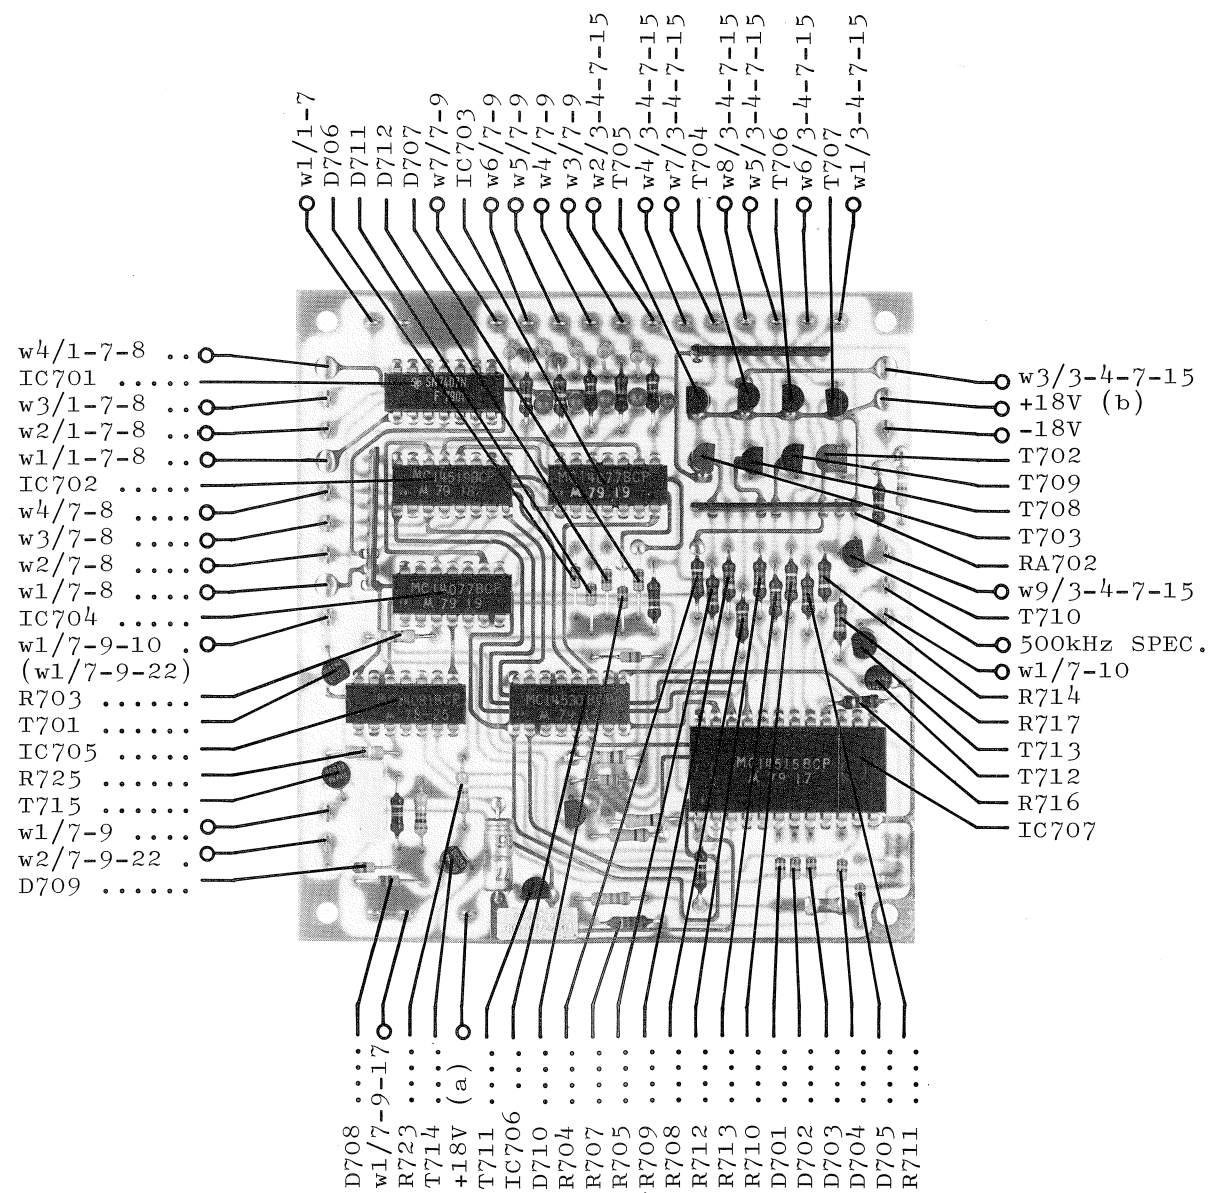 w1/1-7
D706
D711
D712
D707
w7/7-9
IC703
w6/7-9
w5/7-9
w4/7-9
w3/7-9
w2/3-4-7-15
T705
w4/3-4-7-15
w7/3-4-7-15
T704
w8/3-4-7-15
w5/3-4-7-15
T706
w6/3-4-7-15
T707
w1/3-4-7-15
w4/1-7-8 ..
IC701 .....
w3/1-7-8 ..
w2/1-7-8 ..
w1/1-7-8 ..
IC702 .....
w4/7-8 ....
w3/7-8 ....
w2/7-8 ....
w1/7-8 ....
IC704 .....
w1/7-9-10 .
(w1/7-9-22)
R703 ......
T701 ......
IC705 .....
R725 ......
T715 ......
w1/7-9 ....
w2/7-9-22 .
D709 ......
MC14516BCP
79 19
79 19
MC14515BCP
79 17
w3/3-4-7-15
+18V (b)
-18V
T702
T709
T708
T703
RA702
w9/3-4-7-15
T710
500kHz SPEC.
w1/7-10
R714
R717
T713
T712
R716
IC707
D708 .....
w1/7-9-17
R723 ....
T714 ....
+18V (a)
T711 ....
IC706 ...
D710 ....
R704 ....
R707 ....
R705 ....
R709 ....
R708 ....
R712 ....
R713 ....
R710 ....
D701 ....
D702 ....
D703 ....
D704 ....
D705 ....
R711 ....